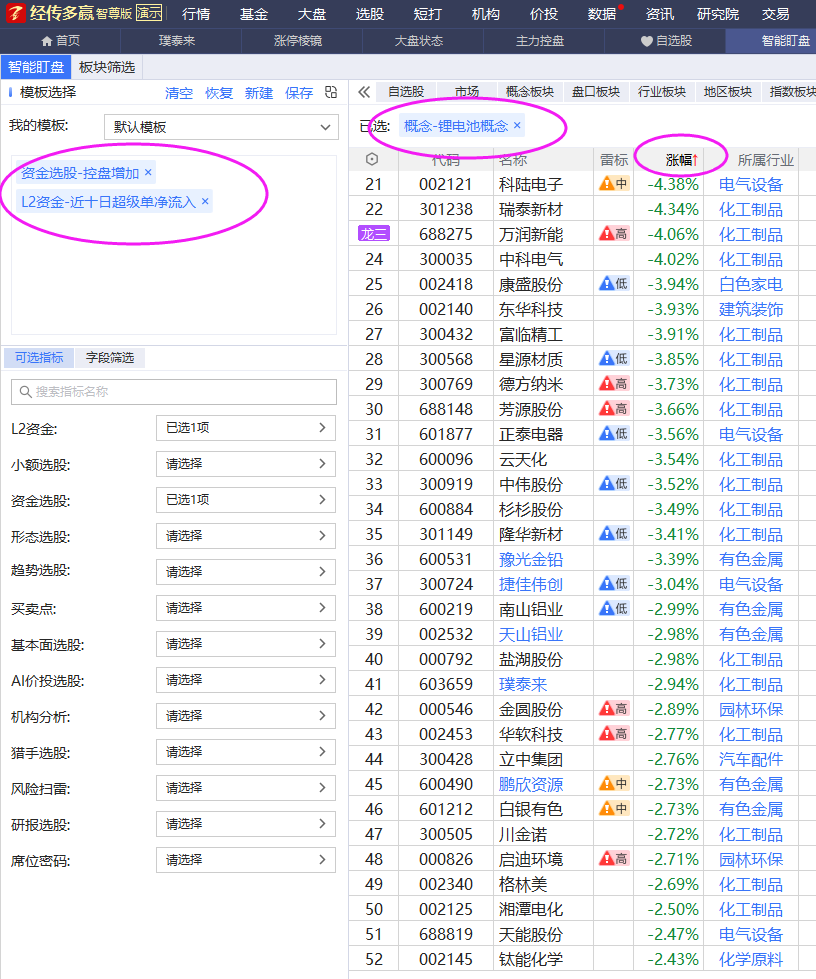 经传多赢 智尊版 演示 行情 基金 大盘 选股 短打 机构 价投 数据 资讯 研究院 交易
首页 璞泰来 涨停棱镜 大盘状态 主力控盘 自选股 智能盯盘
智能盯盘 板块筛选
模板选择 清空 恢复 新建 保存
我的模板: 默认模板
资金选股-控盘增加 ×
L2资金-近十日超级单净流入 ×
可选指标 字段筛选
搜索指标名称
L2资金: 已选1项
小额选股: 请选择
资金选股: 已选1项
形态选股: 请选择
趋势选股: 请选择
买卖点: 请选择
基本面选股: 请选择
AI价投选股: 请选择
机构分析: 请选择
猎手选股: 请选择
风险扫雷: 请选择
研报选股: 请选择
席位密码: 请选择
自选股 市场 概念板块 盘口板块 行业板块 地区板块 指数板块
已选: 概念-锂电池概念 ×
代码 名称 雷标 涨幅↑ 所属行业
21 002121 科陆电子 中 -4.38% 电气设备
22 301238 瑞泰新材 -4.34% 化工制品
龙三 688275 万润新能 高 -4.06% 化工制品
24 300035 中科电气 -4.02% 化工制品
25 002418 康盛股份 低 -3.94% 白色家电
26 002140 东华科技 -3.93% 建筑装饰
27 300432 富临精工 -3.91% 化工制品
28 300568 星源材质 低 -3.85% 化工制品
29 300769 德方纳米 高 -3.73% 化工制品
30 688148 芳源股份 高 -3.66% 化工制品
31 601877 正泰电器 低 -3.56% 电气设备
32 600096 云天化 -3.54% 化工制品
33 300919 中伟股份 低 -3.52% 化工制品
34 600884 杉杉股份 -3.49% 化工制品
35 301149 隆华新材 低 -3.41% 化工制品
36 600531 豫光金铅 -3.39% 有色金属
37 300724 捷佳伟创 低 -3.04% 电气设备
38 600219 南山铝业 低 -2.99% 有色金属
39 002532 天山铝业 -2.98% 有色金属
40 000792 盐湖股份 -2.98% 化工制品
41 603659 璞泰来 -2.94% 化工制品
42 000546 金圆股份 高 -2.89% 园林环保
43 002453 华软科技 高 -2.77% 化工制品
44 300428 立中集团 -2.76% 汽车配件
45 600490 鹏欣资源 中 -2.73% 有色金属
46 601212 白银有色 中 -2.73% 有色金属
47 300505 川金诺 -2.72% 化工制品
48 000826 启迪环境 高 -2.71% 园林环保
49 002340 格林美 -2.69% 化工制品
50 002125 湘潭电化 -2.50% 化工制品
51 688819 天能股份 -2.47% 电气设备
52 002145 钛能化学 -2.43% 化学原料